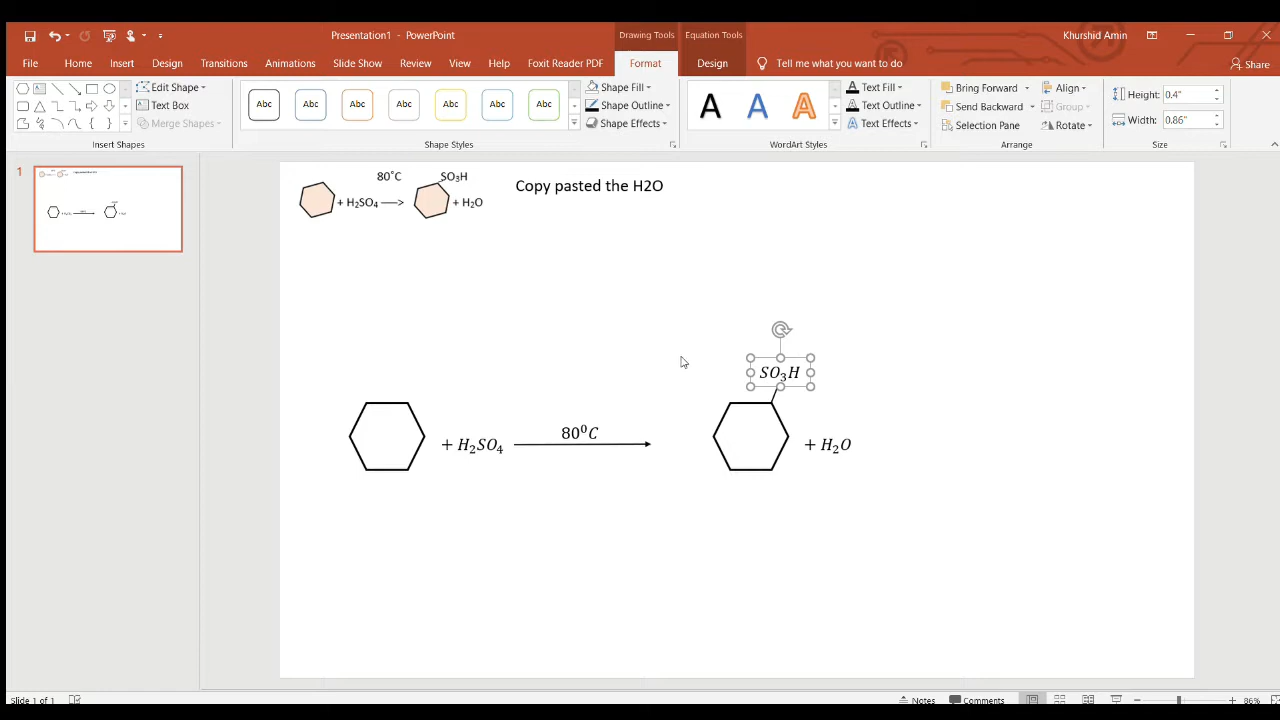 Presentation1 - PowerPoint
Drawing Tools
Equation Tools
Khurshid Amin
File Home Insert Design Transitions Animations Slide Show Review View Help Foxit Reader PDF Format Design Tell me what you want to do Share
Edit Shape
Text Box
Merge Shapes
Insert Shapes
Abc Abc Abc Abc Abc Abc Abc
Shape Fill
Shape Outline
Shape Effects
Shape Styles
A A A
Text Fill
Text Outline
Text Effects
WordArt Styles
Bring Forward
Send Backward
Selection Pane
Align
Group
Rotate
Arrange
Height: 0.4"
Width: 0.86"
Size
1
80°C SO₃H
+ H₂SO₄ ──> + H₂O
Copy pasted the H2O
SO₃H
80⁰C
+ H₂SO₄ + H₂O
Slide 1 of 1
Notes
Comments
86%